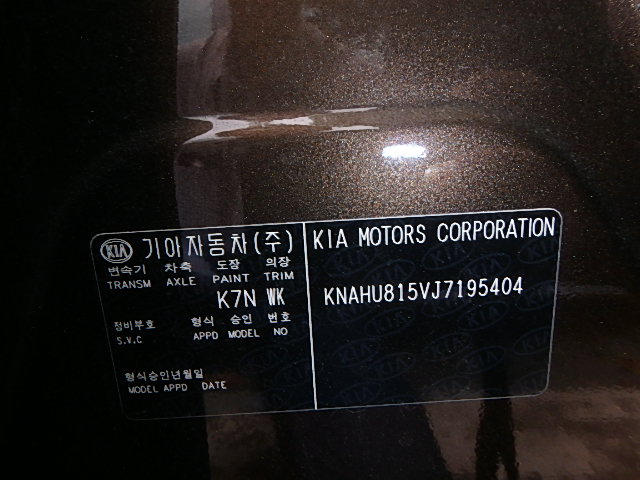 KIA 기아자동차(주)
변속기 차축 도장 의장
TRANSM AXLE PAINT TRIM
K7N WK
정비부호 형식 승인 번호
S.V.C APPD MODEL NO
형식승인년월일
MODEL APPD DATE
KIA MOTORS CORPORATION
KNAHU815VJ7195404